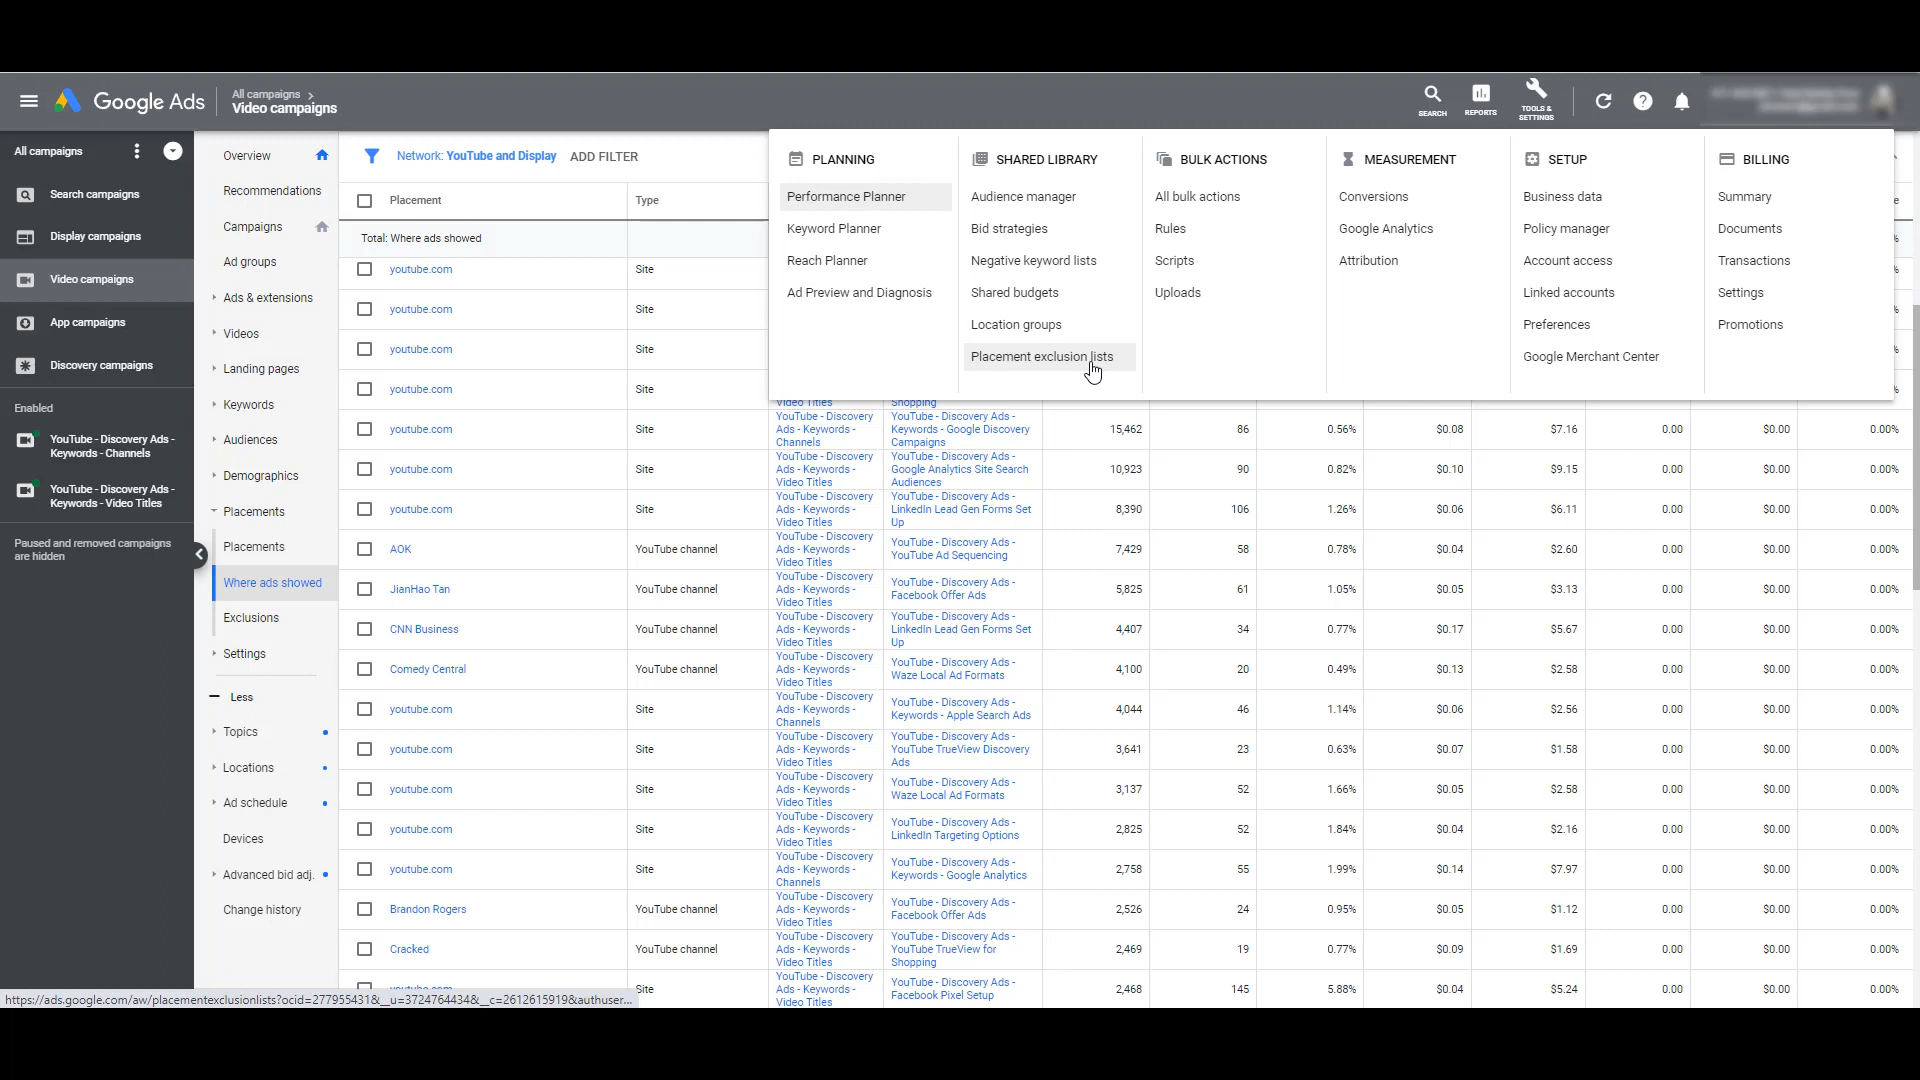 Google Ads
All campaigns >
Video campaigns
SEARCH
REPORTS
TOOLS &
SETTINGS
All campaigns
Search campaigns
Display campaigns
Video campaigns
App campaigns
Discovery campaigns
Enabled
YouTube - Discovery Ads -
Keywords - Channels
YouTube - Discovery Ads -
Keywords - Video Titles
Paused and removed campaigns
are hidden
Overview
Recommendations
Campaigns
Ad groups
Ads & extensions
Videos
Landing pages
Keywords
Audiences
Demographics
Placements
Placements
Where ads showed
Exclusions
Settings
Less
Topics
Locations
Ad schedule
Devices
Advanced bid adj.
Change history
Network: YouTube and Display ADD FILTER
PLANNING
Performance Planner
Keyword Planner
Reach Planner
Ad Preview and Diagnosis
SHARED LIBRARY
Audience manager
Bid strategies
Negative keyword lists
Shared budgets
Location groups
Placement exclusion lists
BULK ACTIONS
All bulk actions
Rules
Scripts
Uploads
MEASUREMENT
Conversions
Google Analytics
Attribution
SETUP
Business data
Policy manager
Account access
Linked accounts
Preferences
Google Merchant Center
BILLING
Summary
Documents
Transactions
Settings
Promotions
Placement Type
Total: Where ads showed
youtube.com Site
youtube.com Site
youtube.com Site
youtube.com Site
Video Titles Shopping
YouTube - Discovery YouTube - Discovery Ads -
youtube.com Site Ads - Keywords - Keywords - Google Discovery 15,462 86 0.56% $0.08 $7.16 0.00 $0.00 0.00%
Channels Campaigns
YouTube - Discovery YouTube - Discovery Ads -
youtube.com Site Ads - Keywords - Google Analytics Site Search 10,923 90 0.82% $0.10 $9.15 0.00 $0.00 0.00%
Video Titles Audiences
YouTube - Discovery YouTube - Discovery Ads -
youtube.com Site Ads - Keywords - LinkedIn Lead Gen Forms Set 8,390 106 1.26% $0.06 $6.11 0.00 $0.00 0.00%
Video Titles Up
YouTube - Discovery YouTube - Discovery Ads -
AOK YouTube channel Ads - Keywords - YouTube Ad Sequencing 7,429 58 0.78% $0.04 $2.60 0.00 $0.00 0.00%
Video Titles
YouTube - Discovery YouTube - Discovery Ads -
JianHao Tan YouTube channel Ads - Keywords - Facebook Offer Ads 5,825 61 1.05% $0.05 $3.13 0.00 $0.00 0.00%
Video Titles
YouTube - Discovery YouTube - Discovery Ads -
CNN Business YouTube channel Ads - Keywords - LinkedIn Lead Gen Forms Set 4,407 34 0.77% $0.17 $5.67 0.00 $0.00 0.00%
Video Titles Up
YouTube - Discovery YouTube - Discovery Ads -
Comedy Central YouTube channel Ads - Keywords - Waze Local Ad Formats 4,100 20 0.49% $0.13 $2.58 0.00 $0.00 0.00%
Video Titles
YouTube - Discovery YouTube - Discovery Ads -
youtube.com Site Ads - Keywords - Keywords - Apple Search Ads 4,044 46 1.14% $0.06 $2.56 0.00 $0.00 0.00%
Channels
YouTube - Discovery YouTube - Discovery Ads -
youtube.com Site Ads - Keywords - YouTube TrueView Discovery 3,641 23 0.63% $0.07 $1.58 0.00 $0.00 0.00%
Video Titles Ads
YouTube - Discovery YouTube - Discovery Ads -
youtube.com Site Ads - Keywords - Waze Local Ad Formats 3,137 52 1.66% $0.05 $2.58 0.00 $0.00 0.00%
Video Titles
YouTube - Discovery YouTube - Discovery Ads -
youtube.com Site Ads - Keywords - LinkedIn Targeting Options 2,825 52 1.84% $0.04 $2.16 0.00 $0.00 0.00%
Video Titles
YouTube - Discovery YouTube - Discovery Ads -
youtube.com Site Ads - Keywords - Keywords - Google Analytics 2,758 55 1.99% $0.14 $7.97 0.00 $0.00 0.00%
Channels
YouTube - Discovery YouTube - Discovery Ads -
Brandon Rogers YouTube channel Ads - Keywords - Facebook Offer Ads 2,526 24 0.95% $0.05 $1.12 0.00 $0.00 0.00%
Video Titles
YouTube - Discovery YouTube - Discovery Ads -
Cracked YouTube channel Ads - Keywords - YouTube TrueView for 2,469 19 0.77% $0.09 $1.69 0.00 $0.00 0.00%
Video Titles Shopping
YouTube - Discovery YouTube - Discovery Ads -
youtube.com Site Ads - Keywords - Facebook Pixel Setup 2,468 145 5.88% $0.04 $5.24 0.00 $0.00 0.00%
Video Titles
https://ads.google.com/aw/placementexclusionlists?ocid=277955431&__u=3724764434&__c=2612615919&authuser...